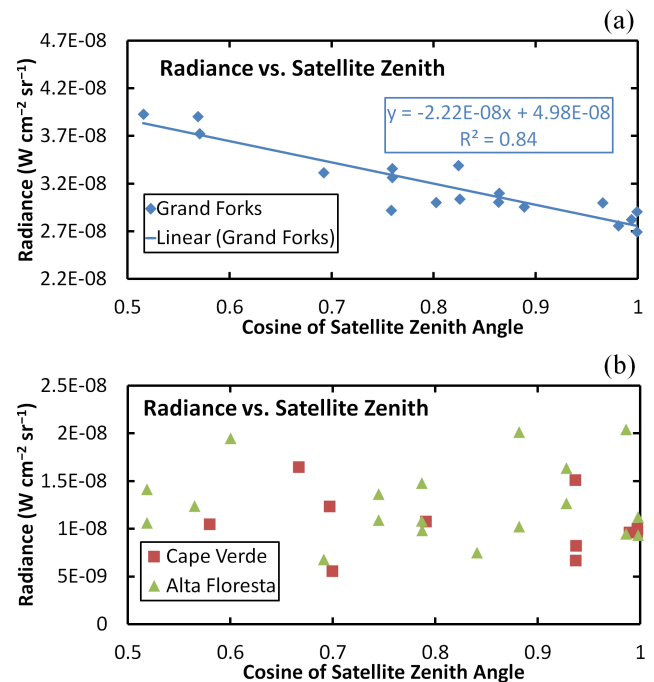 (a)
4.7E-08
4.2E-08
3.7E-08
3.2E-08
2.7E-08
2.2E-08
Radiance (W cm⁻² sr⁻¹)
Radiance vs. Satellite Zenith
y = -2.22E-08x + 4.98E-08
R² = 0.84
Grand Forks
Linear (Grand Forks)
0.5 0.6 0.7 0.8 0.9 1
Cosine of Satellite Zenith Angle
(b)
2.5E-08
2E-08
1.5E-08
1E-08
5E-09
0
Radiance (W cm⁻² sr⁻¹)
Radiance vs. Satellite Zenith
Cape Verde
Alta Floresta
0.5 0.6 0.7 0.8 0.9 1
Cosine of Satellite Zenith Angle